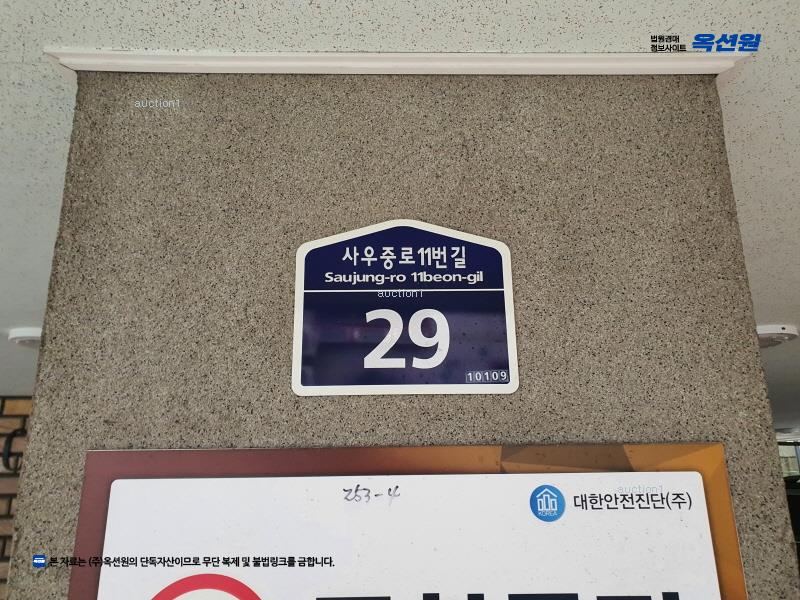 법원경매
정보사이트 옥션원
auction1
사우중로11번길
Saujung-ro 11beon-gil
auction1
29
10109
253-4
auction1
KOREA
대한안전진단(주)
본 자료는 (주)옥션원의 단독자산이므로 무단 복제 및 불법링크를 금합니다.